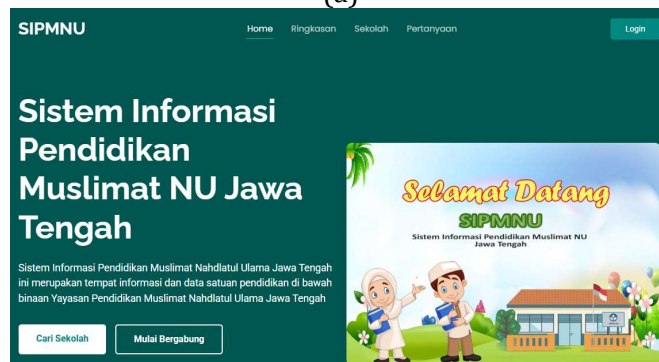 (a)
SIPMNU
Home Ringkasan Sekolah Pertanyaan Login
Sistem Informasi
Pendidikan
Muslimat NU Jawa
Tengah
Sistem Informasi Pendidikan Muslimat Nahdlatul Ulama Jawa Tengah
ini merupakan tempat informasi dan data satuan pendidikan di bawah
binaan Yayasan Pendidikan Muslimat Nahdlatul Ulama Jawa Tengah
Cari Sekolah Mulai Bergabung
Selamat Datang
SIPMNU
Sistem Informasi Pendidikan Muslimat NU
Jawa Tengah